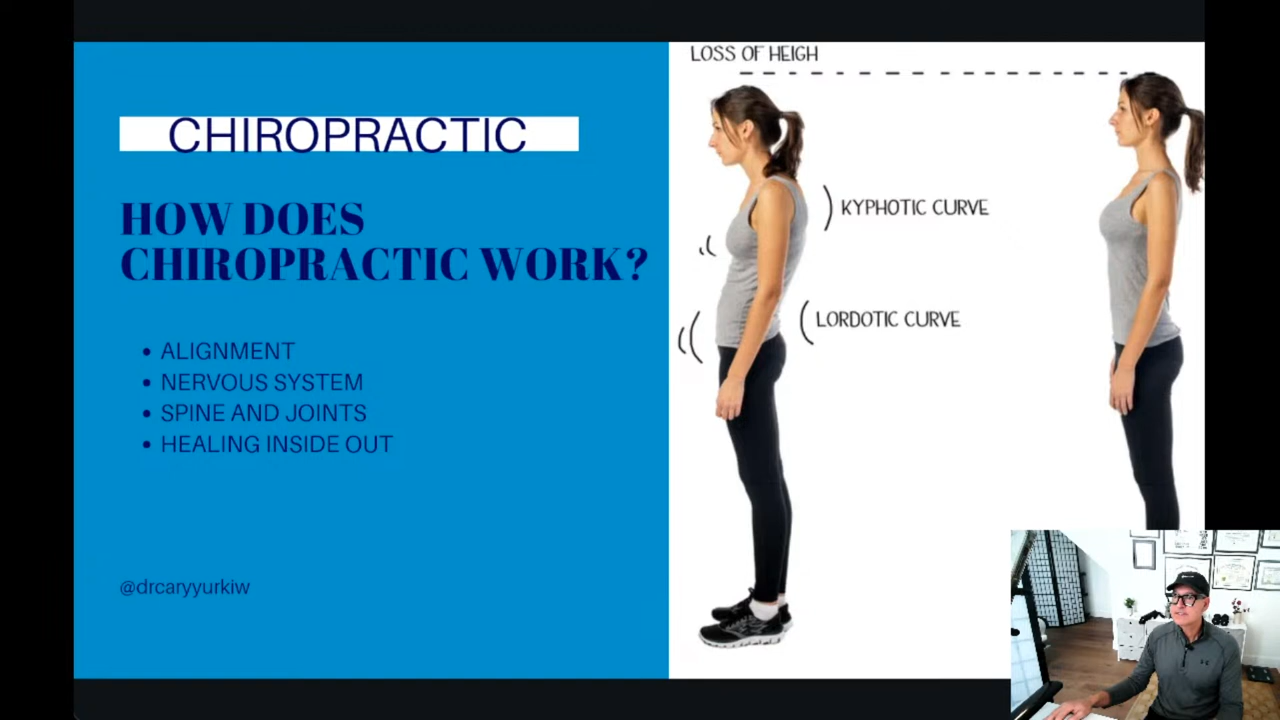 CHIROPRACTIC
HOW DOES
CHIROPRACTIC WORK?
• ALIGNMENT
• NERVOUS SYSTEM
• SPINE AND JOINTS
• HEALING INSIDE OUT
@drcaryyurkiw
LOSS OF HEIGH
KYPHOTIC CURVE
LORDOTIC CURVE